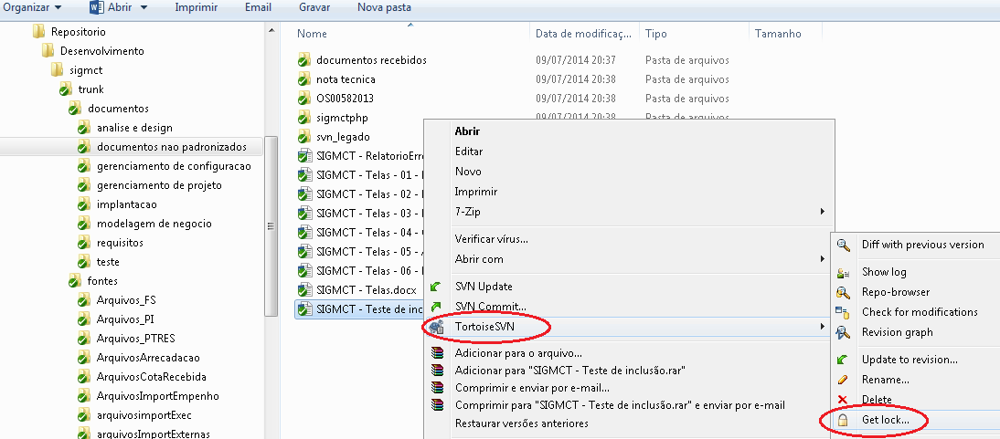 Organizar Abrir Imprimir Email Gravar Nova pasta
Repositorio
Desenvolvimento
sigmct
trunk
documentos
analise e design
documentos nao padronizados
gerenciamento de configuracao
gerenciamento de projeto
implantacao
modelagem de negocio
requisitos
teste
fontes
Arquivos_FS
Arquivos_PI
Arquivos_PTRES
ArquivosArrecadacao
ArquivosCotaRecebida
ArquivosImportEmpenho
arquivosimportExec
arquivosImportExternas
Nome Data de modificaç... Tipo Tamanho
documentos recebidos 09/07/2014 20:37 Pasta de arquivos
nota tecnica 09/07/2014 20:38 Pasta de arquivos
OS00582013 09/07/2014 20:38 Pasta de arquivos
sigmctphp 09/07/2014 20:38 Pasta de arquivos
svn_legado
SIGMCT - RelatorioErro
SIGMCT - Telas - 01 -
SIGMCT - Telas - 02 -
SIGMCT - Telas - 03 -
SIGMCT - Telas - 04 -
SIGMCT - Telas - 05 -
SIGMCT - Telas - 06 -
SIGMCT - Telas.docx
SIGMCT - Teste de inc
Abrir
Editar
Novo
Imprimir
7-Zip
Verificar vírus...
Abrir com
SVN Update
SVN Commit...
TortoiseSVN
Adicionar para o arquivo...
Adicionar para "SIGMCT - Teste de inclusão.rar"
Comprimir e enviar por e-mail...
Comprimir para "SIGMCT - Teste de inclusão.rar" e enviar por e-mail
Restaurar versões anteriores
Diff with previous version
Show log
Repo-browser
Check for modifications
Revision graph
Update to revision...
Rename...
Delete
Get lock...